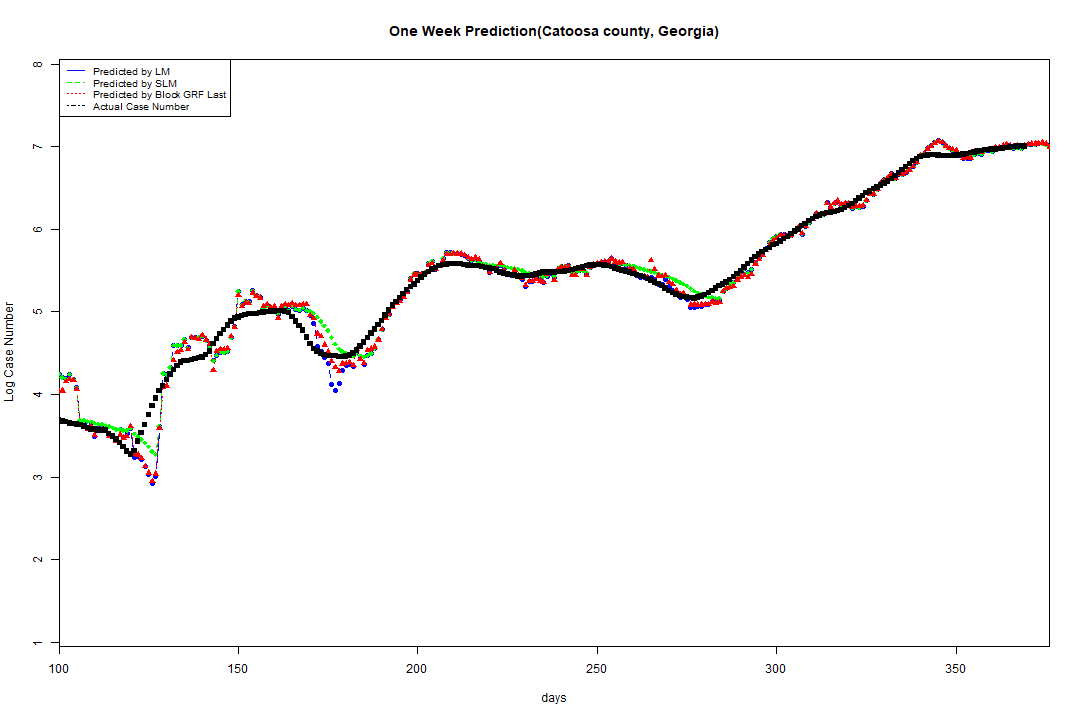 One Week Prediction(Catoosa county, Georgia)
Predicted by LM
Predicted by SLM
Predicted by Block GRF Last
Actual Case Number
8
7
6
5
4
3
2
1
Log Case Number
100 150 200 250 300 350
days